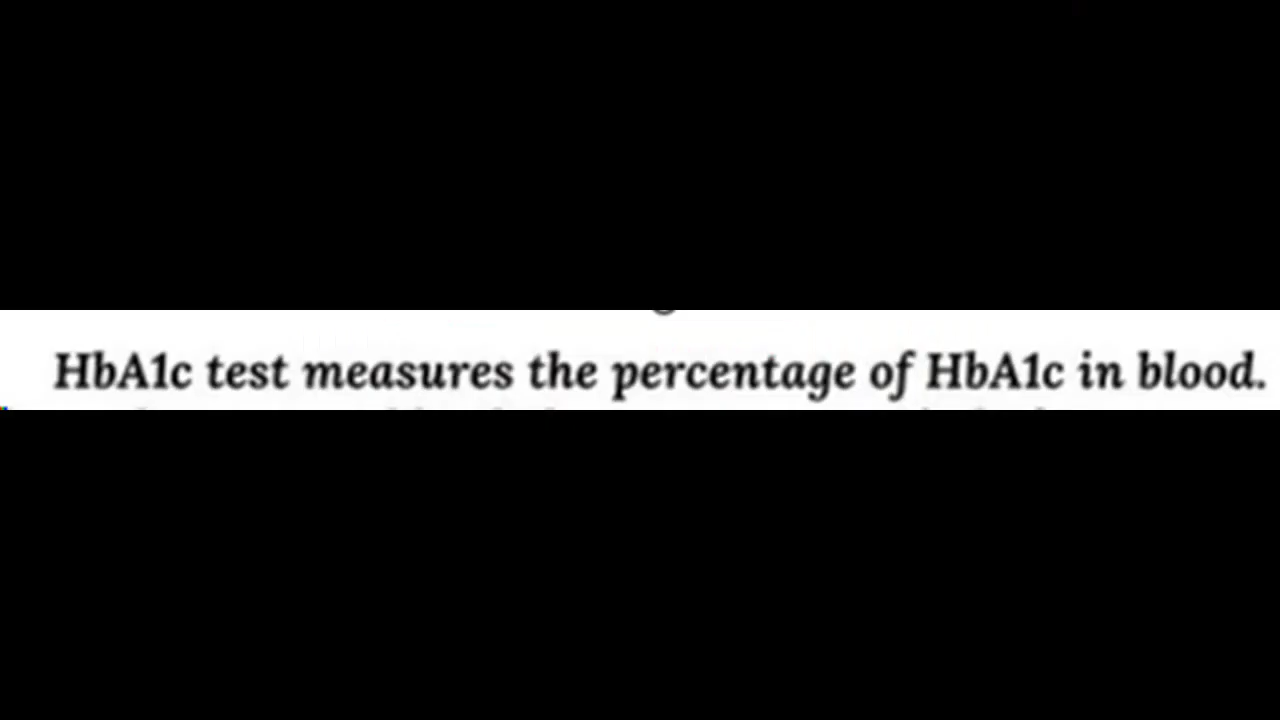 HbA1c test measures the percentage of HbA1c in blood.